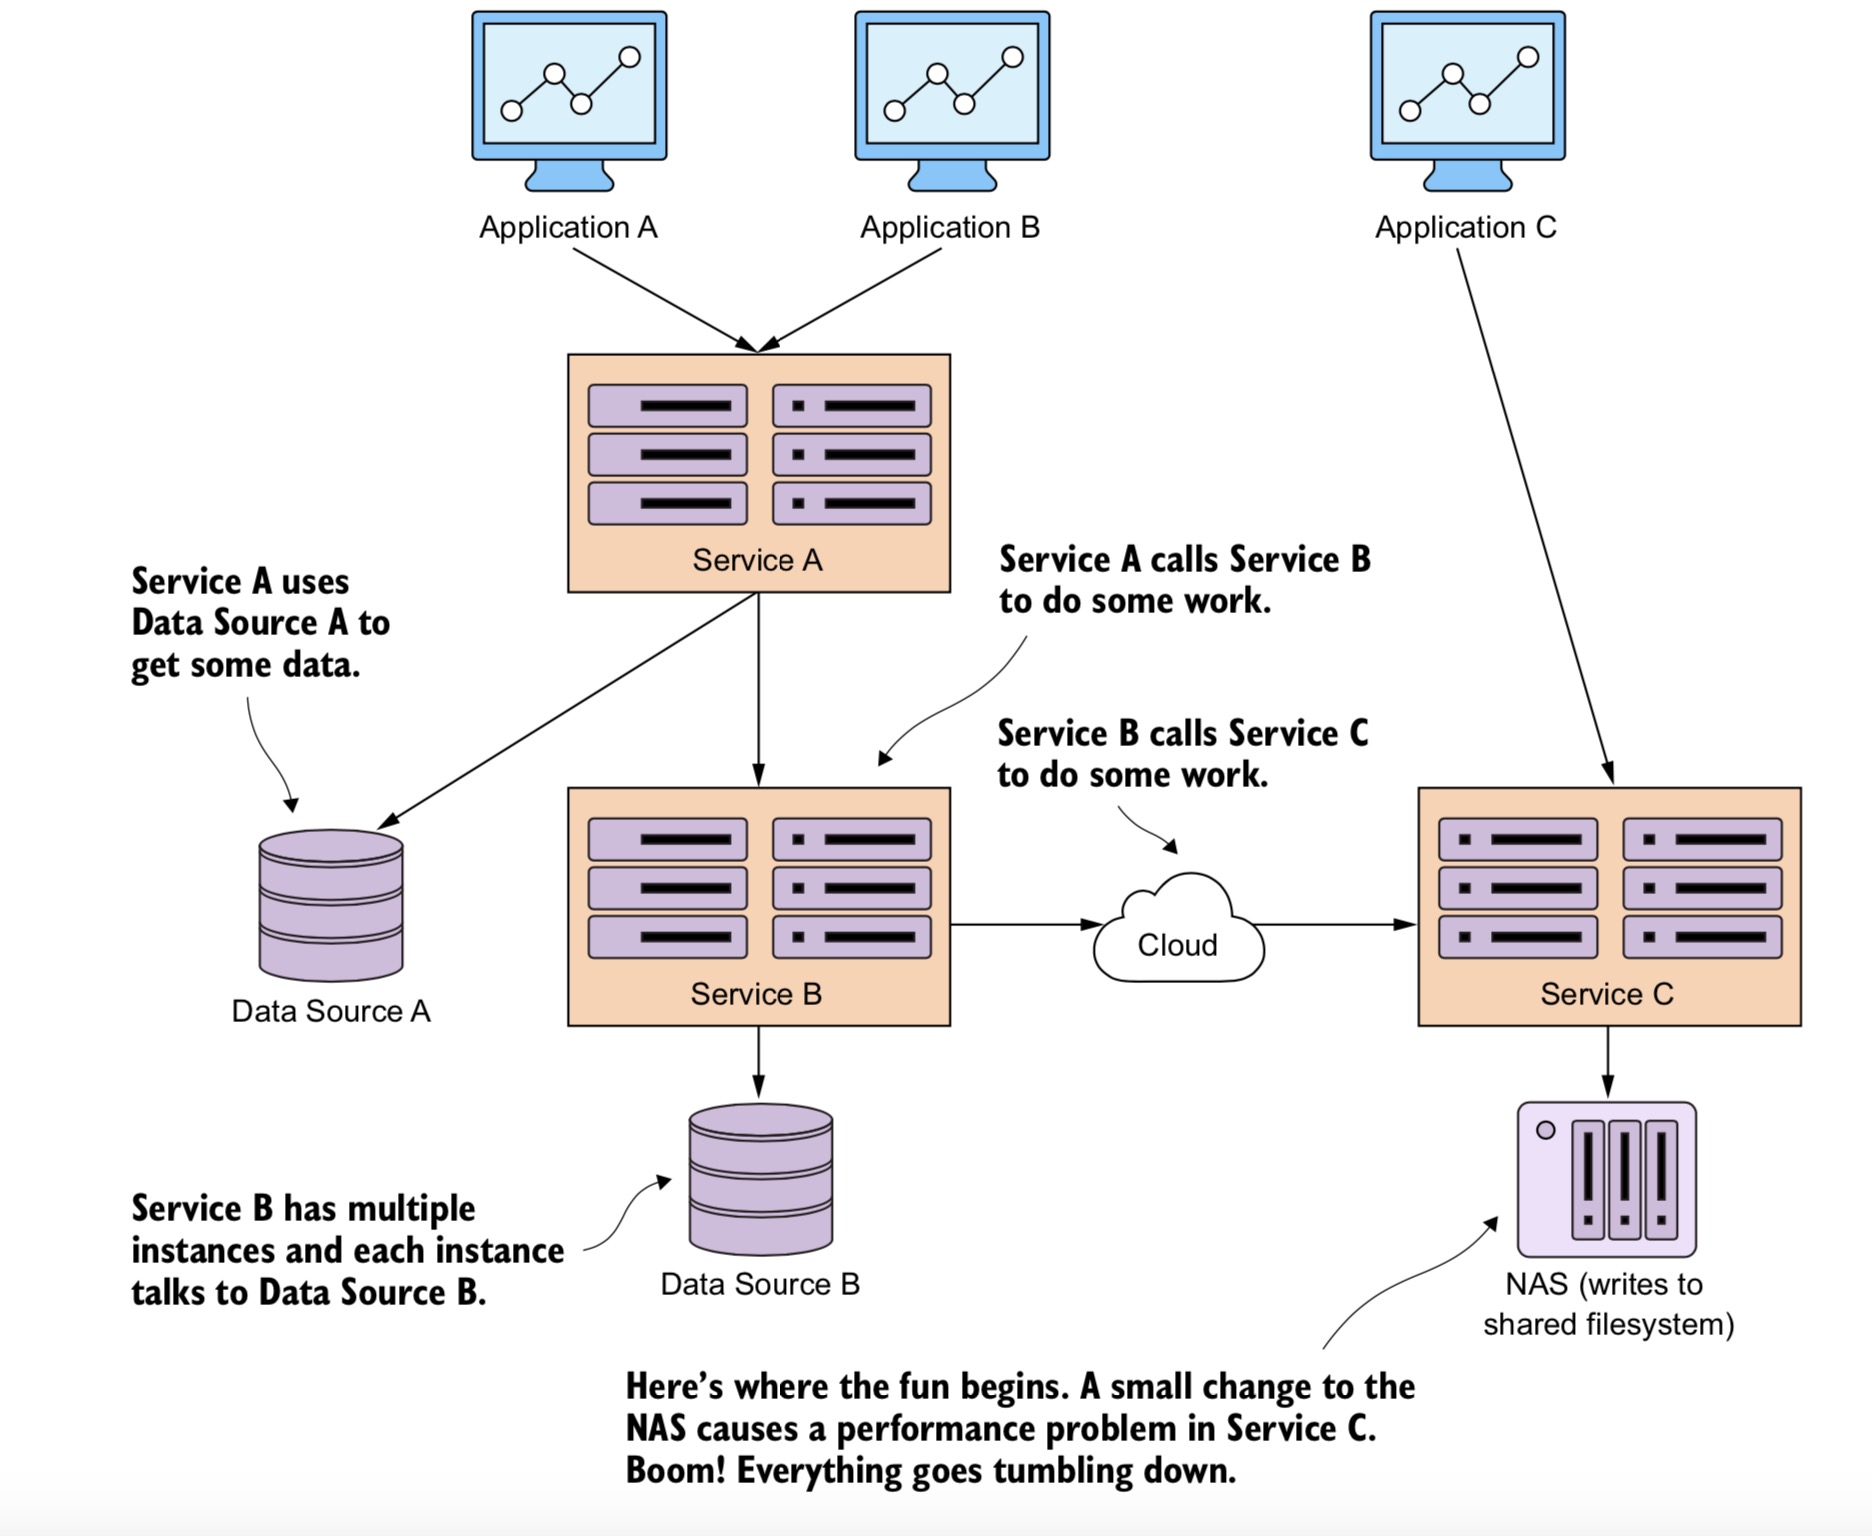 Application A
Application B
Application C
Service A
Service A uses
Data Source A to
get some data.
Service A calls Service B
to do some work.
Service B calls Service C
to do some work.
Data Source A
Service B
Cloud
Service C
Service B has multiple
instances and each instance
talks to Data Source B.
Data Source B
NAS (writes to
shared filesystem)
Here’s where the fun begins. A small change to the
NAS causes a performance problem in Service C.
Boom! Everything goes tumbling down.